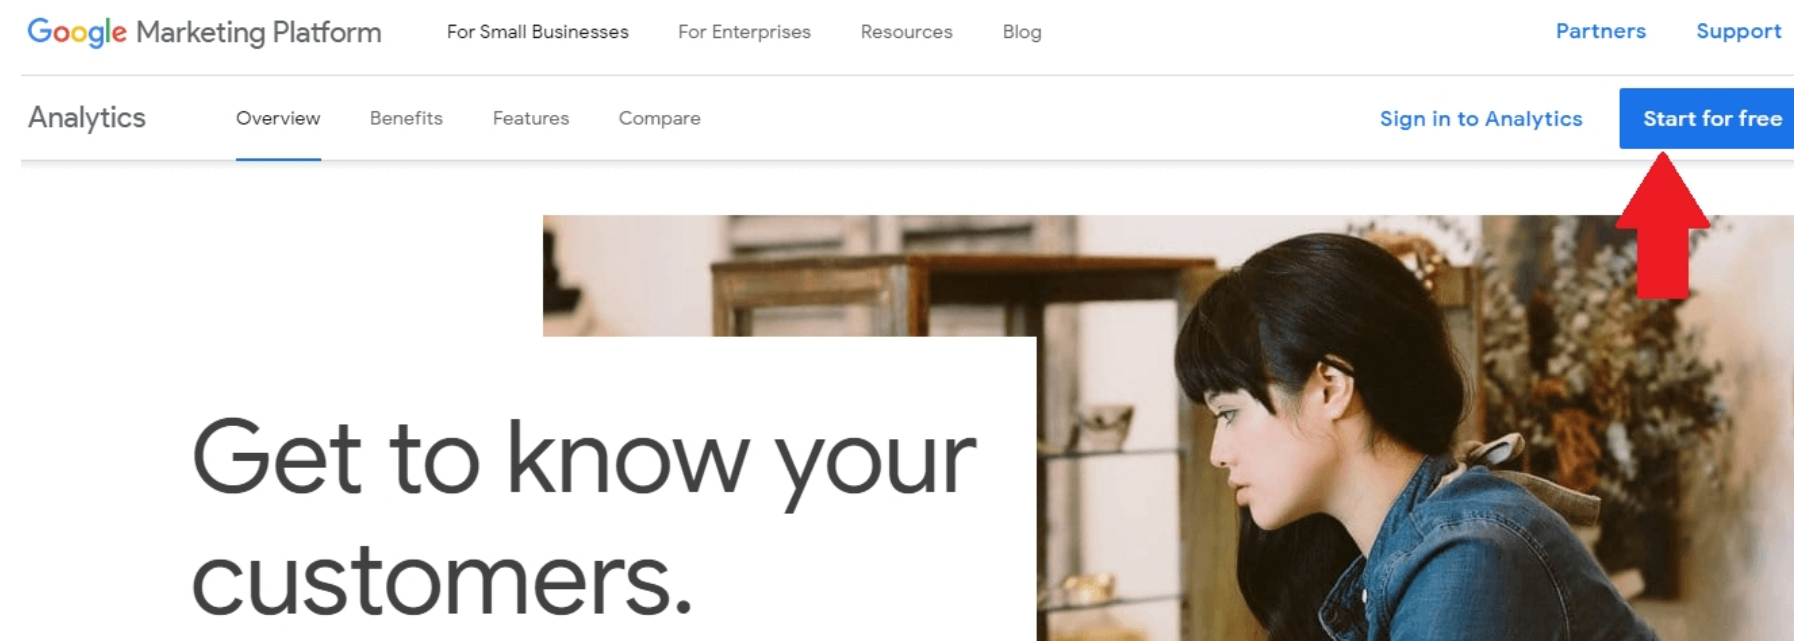 Google Marketing Platform For Small Businesses For Enterprises Resources Blog Partners Support
Analytics Overview Benefits Features Compare Sign in to Analytics Start for free
Get to know your
customers.